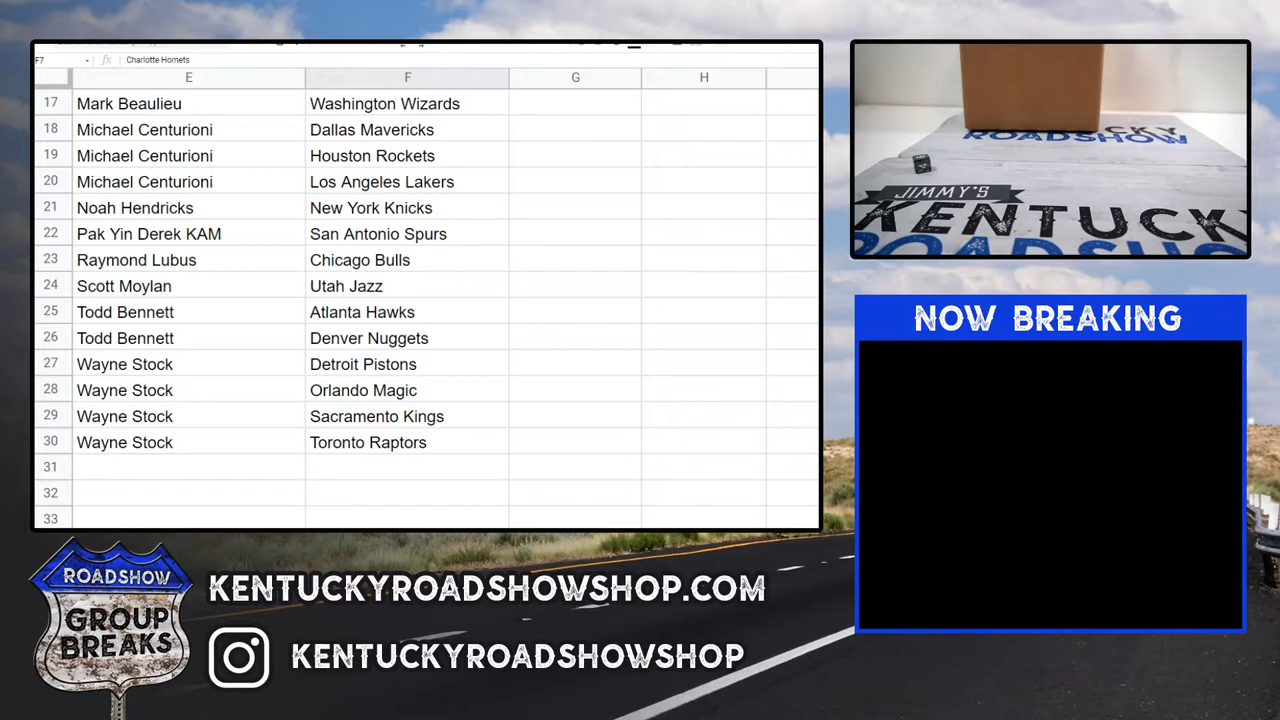 F7 fx Charlotte Hornets
E F G H
17 Mark Beaulieu Washington Wizards
18 Michael Centurioni Dallas Mavericks
19 Michael Centurioni Houston Rockets
20 Michael Centurioni Los Angeles Lakers
21 Noah Hendricks New York Knicks
22 Pak Yin Derek KAM San Antonio Spurs
23 Raymond Lubus Chicago Bulls
24 Scott Moylan Utah Jazz
25 Todd Bennett Atlanta Hawks
26 Todd Bennett Denver Nuggets
27 Wayne Stock Detroit Pistons
28 Wayne Stock Orlando Magic
29 Wayne Stock Sacramento Kings
30 Wayne Stock Toronto Raptors
31
32
33
ROADSHOW
JIMMY'S
KENTUCK
ROADSHO
NOW BREAKING
ROADSHOW
GROUP
BREAKS
KENTUCKYROADSHOWSHOP.COM
KENTUCKYROADSHOWSHOP